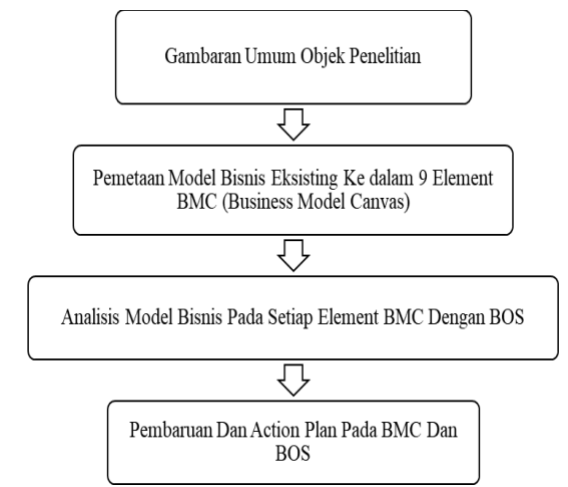 Gambaran Umum Objek Penelitian
Pemetaan Model Bisnis Eksisting Ke dalam 9 Element
BMC (Business Model Canvas)
Analisis Model Bisnis Pada Setiap Element BMC Dengan BOS
Pembaruan Dan Action Plan Pada BMC Dan
BOS